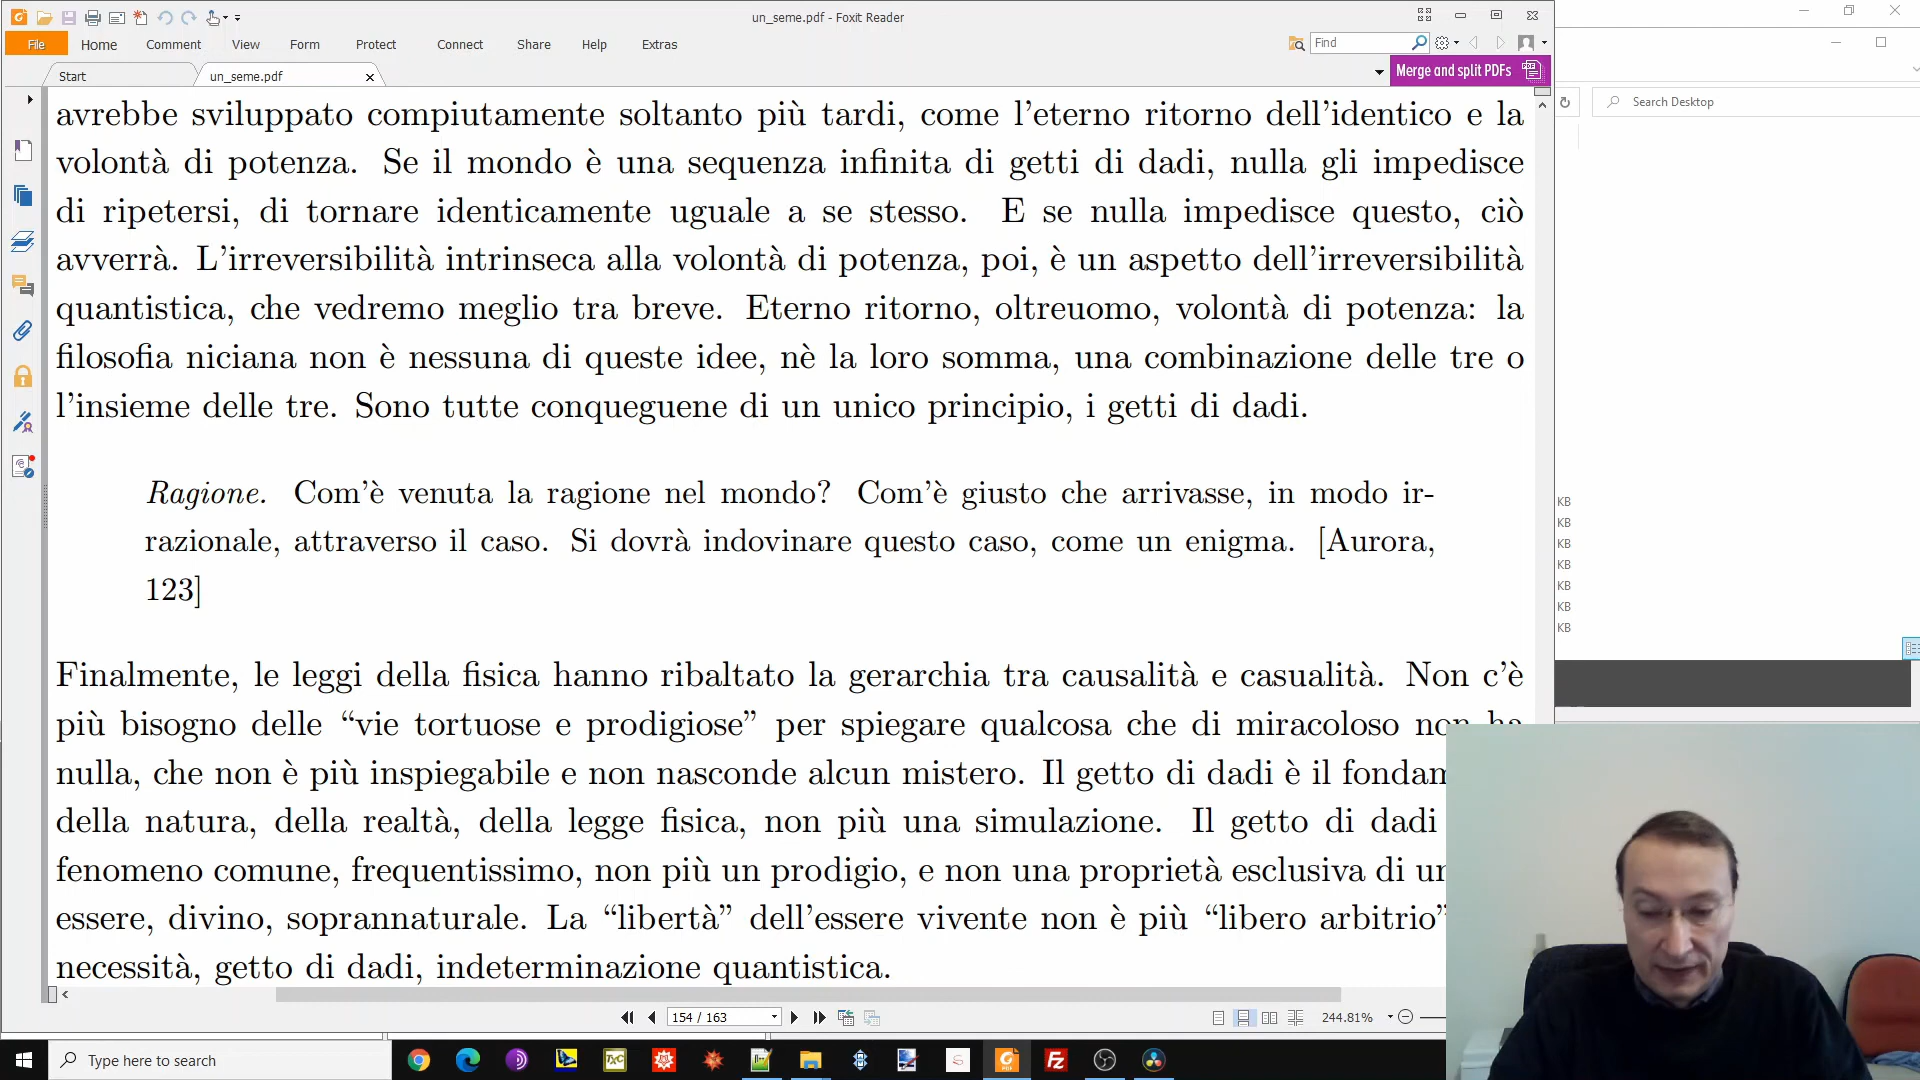 un_seme.pdf - Foxit Reader
File Home Comment View Form Protect Connect Share Help Extras
Find
Start un_seme.pdf
Merge and split PDFs
Search Desktop
avrebbe sviluppato compiutamente soltanto più tardi, come l'eterno ritorno dell'identico e la
volontà di potenza. Se il mondo è una sequenza infinita di getti di dadi, nulla gli impedisce
di ripetersi, di tornare identicamente uguale a se stesso. E se nulla impedisce questo, ciò
avverrà. L'irreversibilità intrinseca alla volontà di potenza, poi, è un aspetto dell'irreversibilità
quantistica, che vedremo meglio tra breve. Eterno ritorno, oltreuomo, volontà di potenza: la
filosofia niciana non è nessuna di queste idee, nè la loro somma, una combinazione delle tre o
l'insieme delle tre. Sono tutte conqueguene di un unico principio, i getti di dadi.
Ragione. Com'è venuta la ragione nel mondo? Com'è giusto che arrivasse, in modo ir-
razionale, attraverso il caso. Si dovrà indovinare questo caso, come un enigma. [Aurora,
123]
KB
KB
KB
KB
KB
KB
KB
Finalmente, le leggi della fisica hanno ribaltato la gerarchia tra causalità e casualità. Non c'è
più bisogno delle “vie tortuose e prodigiose” per spiegare qualcosa che di miracoloso non ha
nulla, che non è più inspiegabile e non nasconde alcun mistero. Il getto di dadi è il fondam
della natura, della realtà, della legge fisica, non più una simulazione. Il getto di dadi
fenomeno comune, frequentissimo, non più un prodigio, e non una proprietà esclusiva di un
essere, divino, soprannaturale. La “libertà” dell'essere vivente non è più “libero arbitrio”
necessità, getto di dadi, indeterminazione quantistica.
154 / 163
244.81%
Type here to search